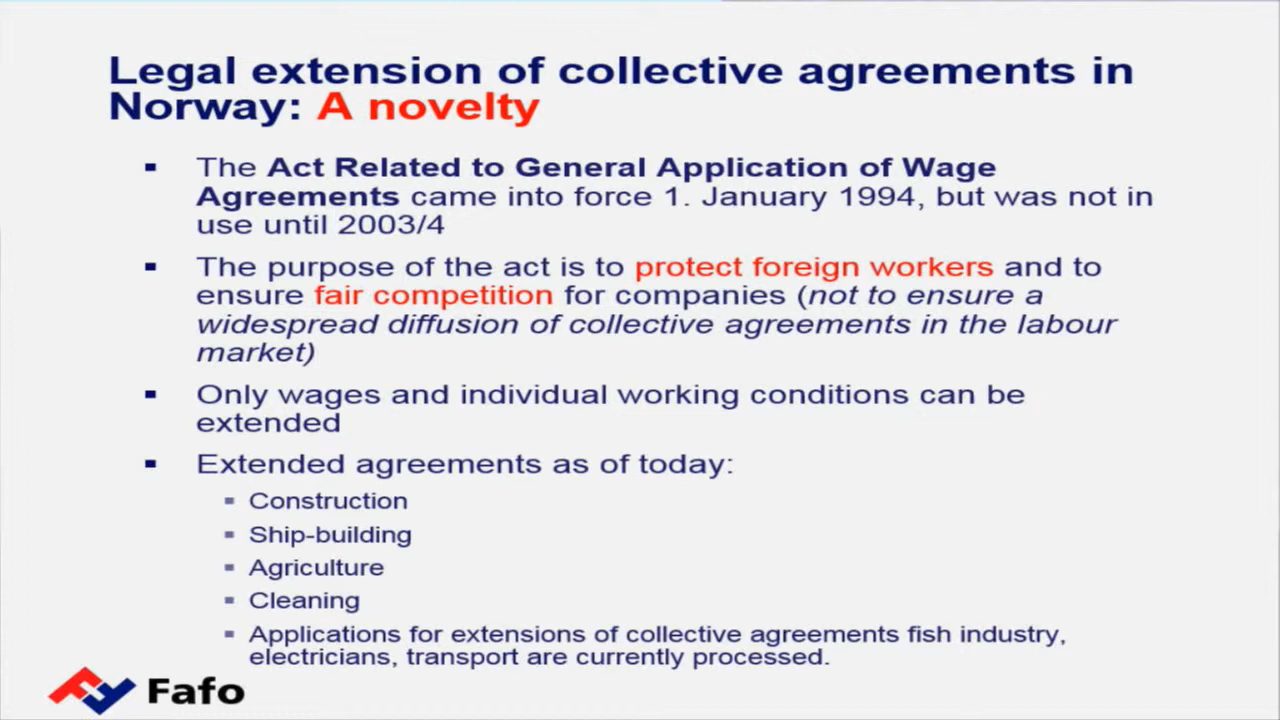 Legal extension of collective agreements in
Norway: A novelty
The Act Related to General Application of Wage
Agreements came into force 1. January 1994, but was not in
use until 2003/4
The purpose of the act is to protect foreign workers and to
ensure fair competition for companies (not to ensure a
widespread diffusion of collective agreements in the labour
market)
Only wages and individual working conditions can be
extended
Extended agreements as of today:
Construction
Ship-building
Agriculture
Cleaning
Applications for extensions of collective agreements fish industry,
electricians, transport are currently processed.
Fafo